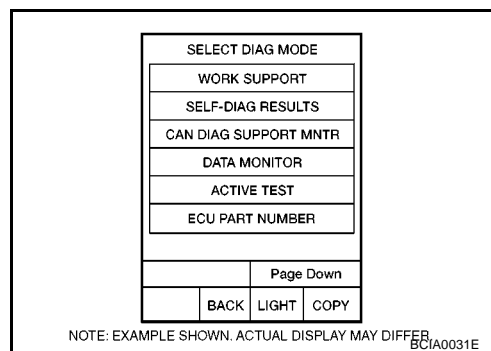 SELECT DIAG MODE
WORK SUPPORT
SELF-DIAG RESULTS
CAN DIAG SUPPORT MNTR
DATA MONITOR
ACTIVE TEST
ECU PART NUMBER
Page Down
BACK LIGHT COPY
NOTE: EXAMPLE SHOWN. ACTUAL DISPLAY MAY DIFFER
BCIA0031E